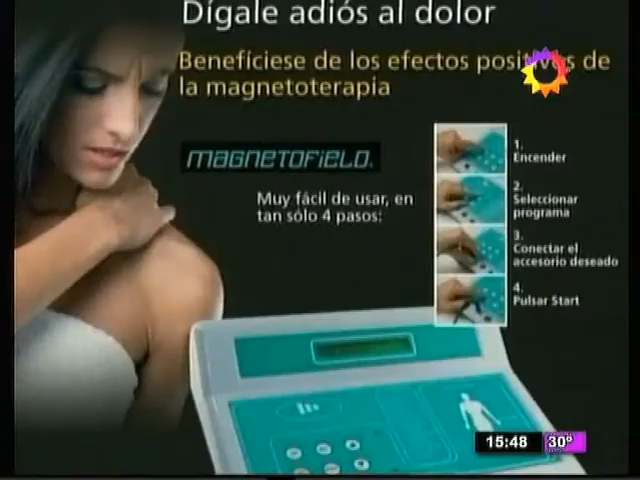 Dígale adiós al dolor
Benefíciese de los efectos positivos de
la magnetoterapia
MAGNETOFIELD®
Muy fácil de usar, en
tan sólo 4 pasos:
1.
Encender
2.
Seleccionar
programa
3.
Conectar el
accesorio deseado
4.
Pulsar Start
15:48 30°